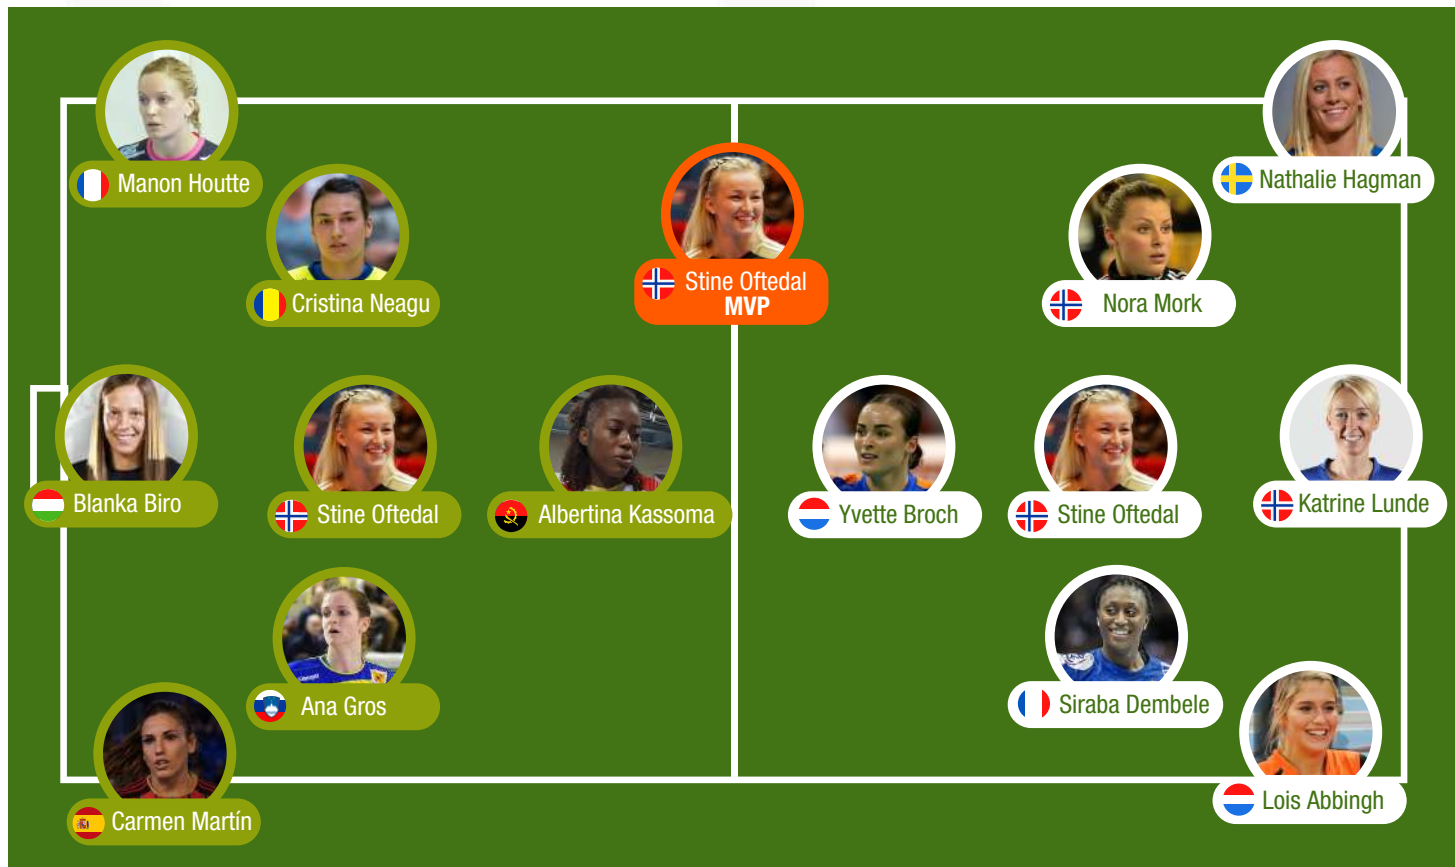 Manon Houtte
Cristina Neagu
Blanka Biro
Stine Oftedal
Albertina Kassoma
Ana Gros
Carmen Martín
Stine Oftedal
MVP
Nathalie Hagman
Nora Mork
Yvette Broch
Stine Oftedal
Katrine Lunde
Siraba Dembele
Lois Abbingh